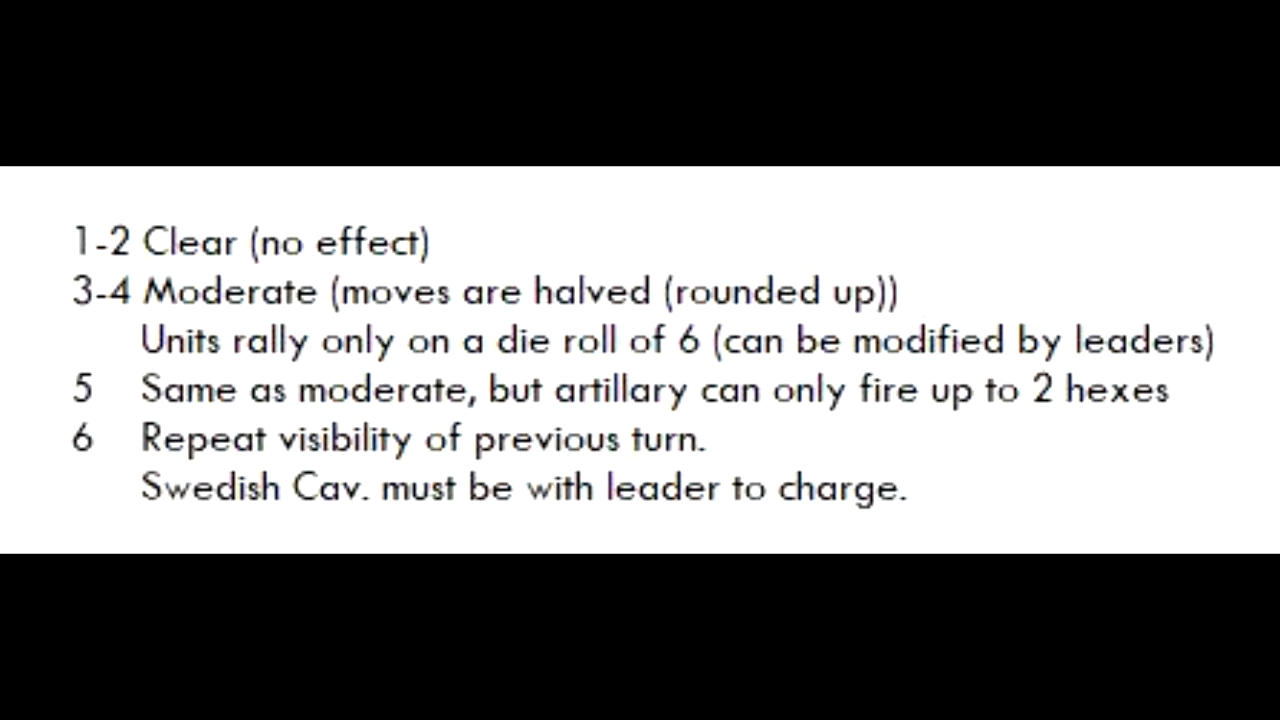 1-2 Clear (no effect)
3-4 Moderate (moves are halved (rounded up))
Units rally only on a die roll of 6 (can be modified by leaders)
5 Same as moderate, but artillary can only fire up to 2 hexes
6 Repeat visibility of previous turn.
Swedish Cav. must be with leader to charge.